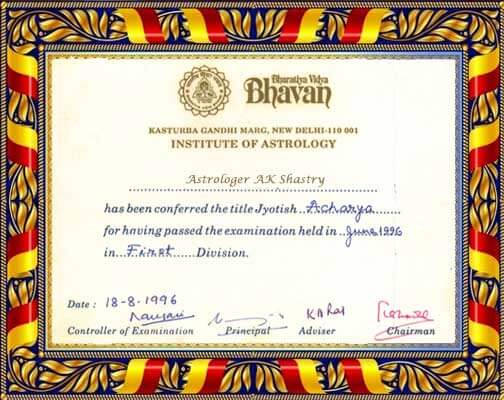 Bharatiya Vidya
Bhavan
KASTURBA GANDHI MARG, NEW DELHI-110 001
INSTITUTE OF ASTROLOGY
Astrologer AK Shastry
has been conferred the title Jyotish Acharya
for having passed the examination held in June 1996
in First Division.
Date : 18-8-1996
K A Rao
Controller of Examination Principal Adviser Chairman